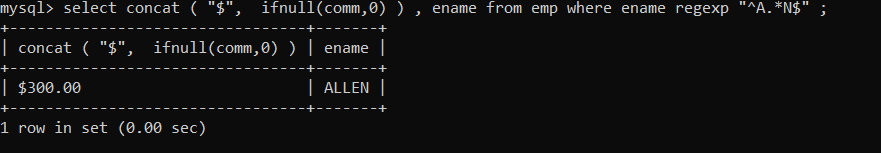 mysql> select concat ( "$",  ifnull(comm,0) ) , ename from emp where ename regexp "^A.*N$" ;
+---------------------------------+-------+
| concat ( "$",  ifnull(comm,0) ) | ename |
+---------------------------------+-------+
| $300.00                         | ALLEN |
+---------------------------------+-------+
1 row in set (0.00 sec)